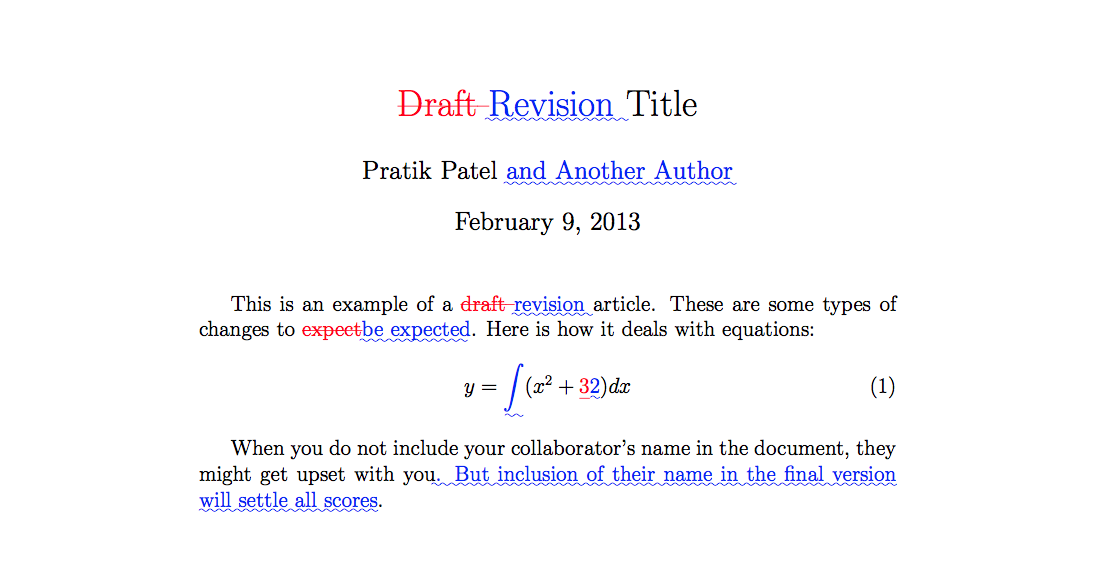 Draft Revision Title
Pratik Patel and Another Author
February 9, 2013
This is an example of a draft revision article. These are some types of
changes to expectbe expected. Here is how it deals with equations:
y = ∫(x² + 32)dx (1)
When you do not include your collaborator's name in the document, they
might get upset with you. But inclusion of their name in the final version
will settle all scores.